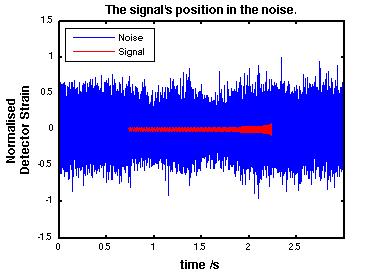 The signal's position in the noise.
Noise
Signal
Normalised
Detector Strain
1.5
1
0.5
0
-0.5
-1
-1.5
0 0.5 1 1.5 2 2.5
time /s